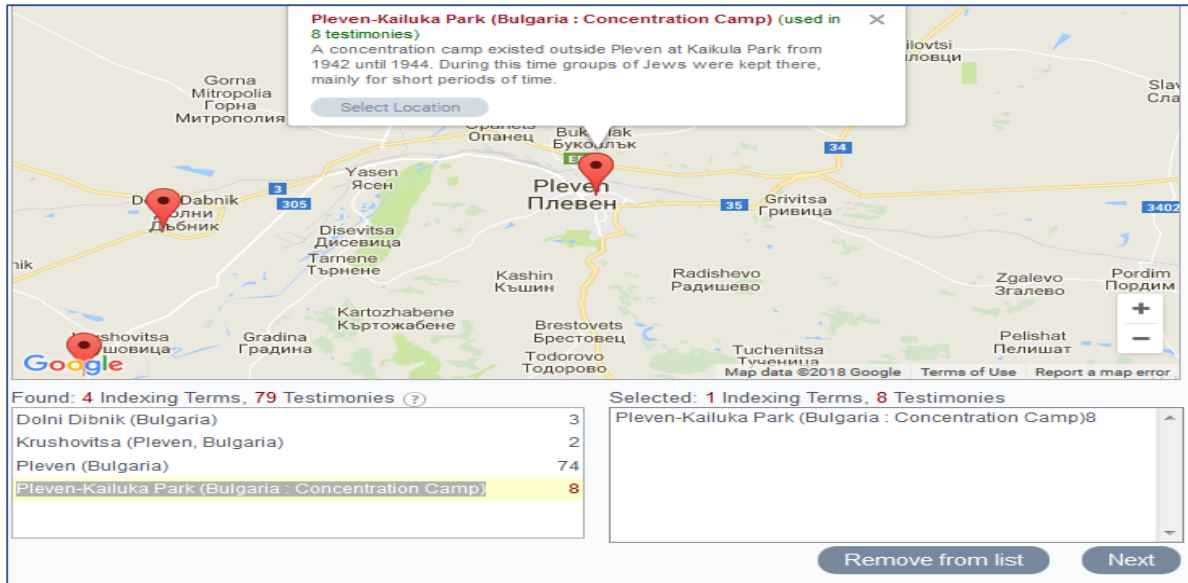 Pleven-Kailuka Park (Bulgaria : Concentration Camp) (used in
8 testimonies)
A concentration camp existed outside Pleven at Kaikula Park from
1942 until 1944. During this time groups of Jews were kept there,
mainly for short periods of time.
Select Location
Gorna
Mitropolia
Горна
Митрополия
Опанец
34
Yasen
Ясен
3
305
Pleven
Плевен
Grivitsa
Гривица
35
3402
Dabnik
Дъбник
Disevitsa
Дисевица
Tarnene
Търнене
Kashin
Къшин
Radishevo
Радишево
Zgalevo
Згалево
Pordim
Пордим
Kartozhabene
Къртожабене
Gradina
Градина
Brestovets
Брестовец
Todorovo
Тодорово
Tuchenitsa
Тученица
Pelishat
Пелишат
+
−
Google
Map data ©2018 Google Terms of Use Report a map error
Found: 4 Indexing Terms, 79 Testimonies ?
Dolni Dibnik (Bulgaria) 3
Krushovitsa (Pleven, Bulgaria) 2
Pleven (Bulgaria) 74
Pleven-Kailuka Park (Bulgaria : Concentration Camp) 8
Selected: 1 Indexing Terms, 8 Testimonies
Pleven-Kailuka Park (Bulgaria : Concentration Camp)8
Remove from list
Next